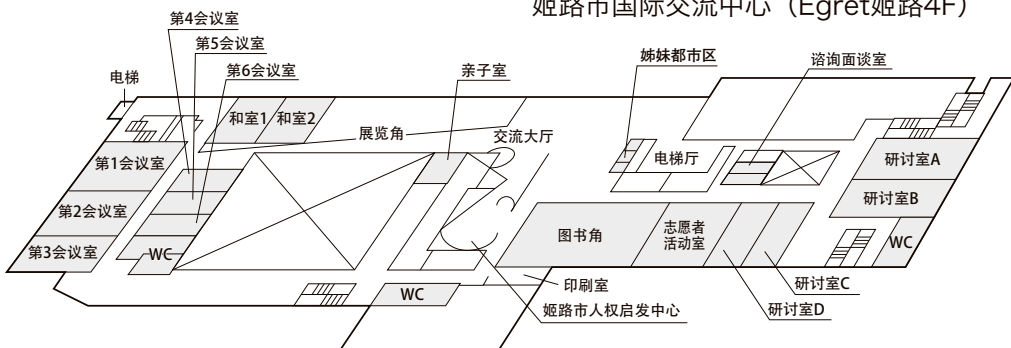 姫路市国际交流中心（Egret姬路4F）
第4会议室
第5会议室
第6会议室
电梯
亲子室
姊妹都市区
谘询面谈室
和室1
和室2
展览角
交流大厅
电梯厅
第1会议室
第2会议室
第3会议室
WC
WC
图书角
志愿者
活动室
研讨室A
研讨室B
WC
印刷室
姬路市人权启发中心
研讨室C
研讨室D